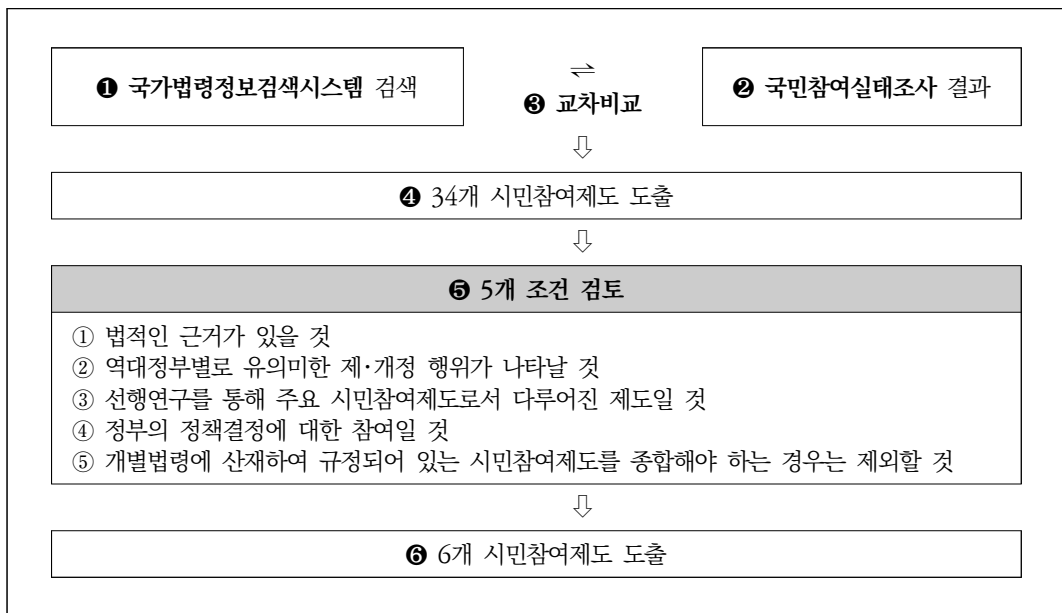 ❶ 국가법령정보검색시스템 검색
⇌
❸ 교차비교
❷ 국민참여실태조사 결과
⇩
❹ 34개 시민참여제도 도출
⇩
❺ 5개 조건 검토
① 법적인 근거가 있을 것
② 역대정부별로 유의미한 제·개정 행위가 나타날 것
③ 선행연구를 통해 주요 시민참여제도로서 다루어진 제도일 것
④ 정부의 정책결정에 대한 참여일 것
⑤ 개별법령에 산재하여 규정되어 있는 시민참여제도를 종합해야 하는 경우는 제외할 것
⇩
❻ 6개 시민참여제도 도출